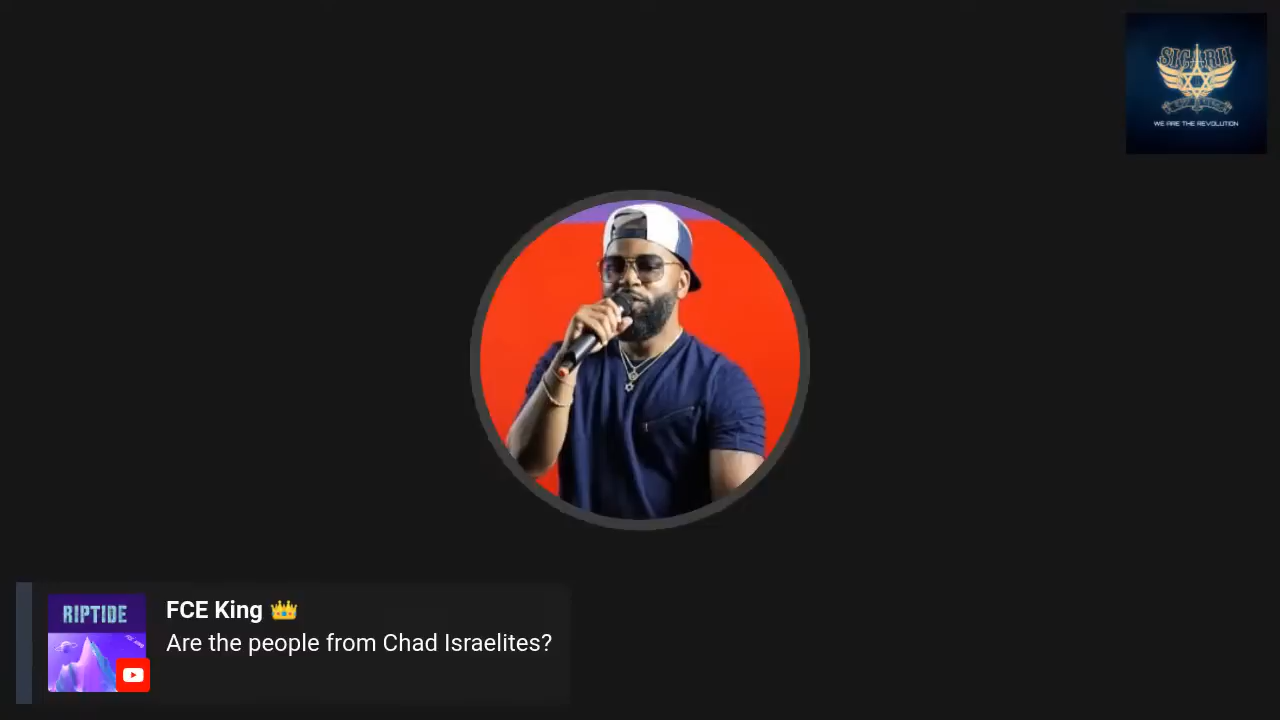 SICARII
WE ARE THE REVOLUTION
RIPTIDE
FCE King 👑
Are the people from Chad Israelites?